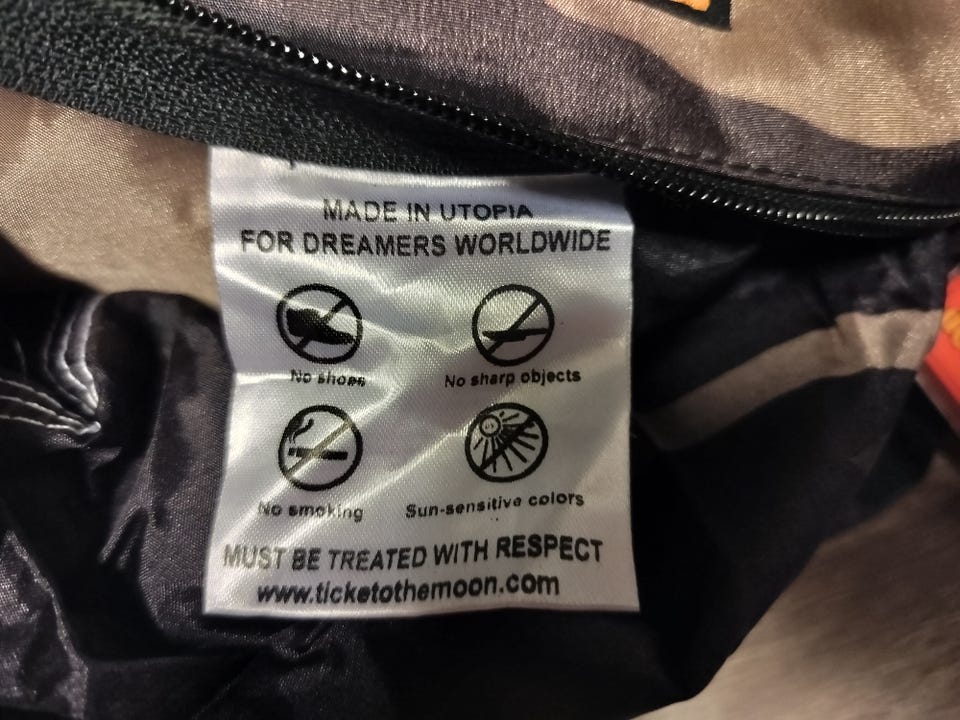 MADE IN UTOPIA
FOR DREAMERS WORLDWIDE
No shoes
No sharp objects
No smoking
Sun-sensitive colors
MUST BE TREATED WITH RESPECT
www.ticketothemoon.com